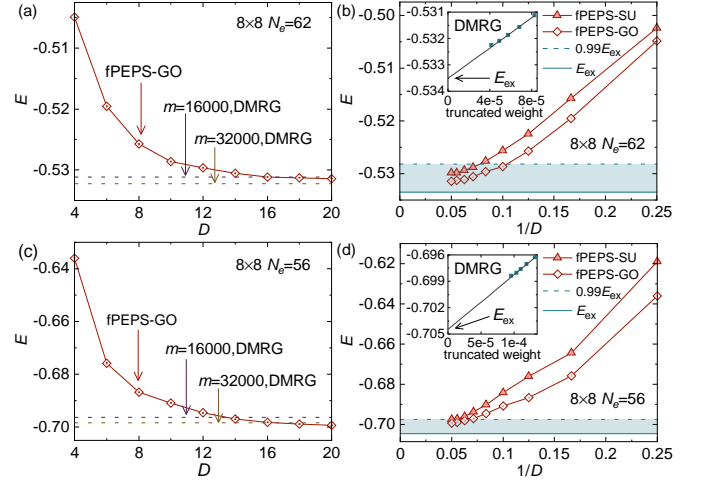 (a)
8×8 N_e=62
fPEPS-GO
m=16000,DMRG
m=32000,DMRG
-0.51
-0.52
-0.53
E
4 8 12 16 20
D
(b)
-0.50
-0.51
-0.52
-0.53
E
-0.531
-0.532
-0.533
-0.534
DMRG
E_ex
0 4e-5 8e-5
truncated weight
fPEPS-SU
fPEPS-GO
0.99E_ex
E_ex
8×8 N_e=62
0 0.05 0.10 0.15 0.20 0.25
1/D
(c)
8×8 N_e=56
fPEPS-GO
m=16000,DMRG
m=32000,DMRG
-0.64
-0.66
-0.68
-0.70
E
4 8 12 16 20
D
(d)
-0.62
-0.64
-0.66
-0.68
-0.70
E
-0.696
-0.699
-0.702
-0.705
DMRG
E_ex
0 5e-5 1e-4
truncated weight
fPEPS-SU
fPEPS-GO
0.99E_ex
E_ex
8×8 N_e=56
0 0.05 0.10 0.15 0.20 0.25
1/D